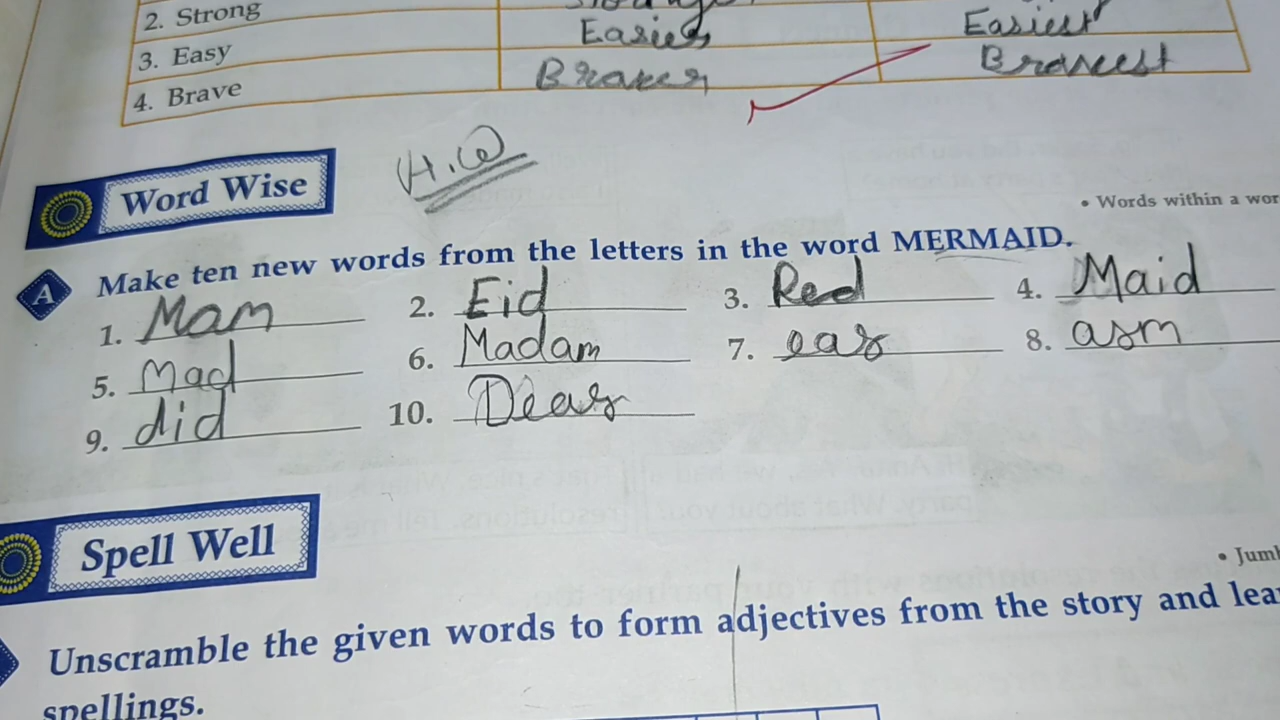 2. Strong
3. Easy Easier Easiest
4. Brave Braver Bravest
H.W
Word Wise
• Words within a wor
A Make ten new words from the letters in the word MERMAID.
1. Mam 2. Eid 3. Red 4. Maid
5. Mad 6. Madam 7. ear 8. arm
9. did 10. Dear
Spell Well
• Juml
Unscramble the given words to form adjectives from the story and lea
spellings.